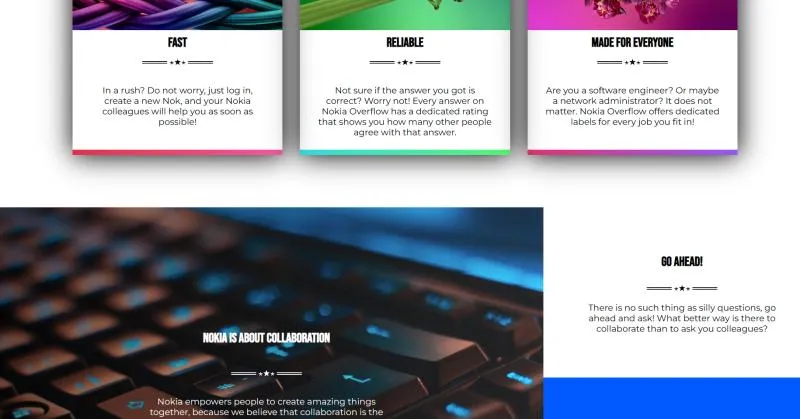 FAST
In a rush? Do not worry, just log in,
create a new Nok, and your Nokia
colleagues will help you as soon as
possible!
RELIABLE
Not sure if the answer you got is
correct? Worry not! Every answer on
Nokia Overflow has a dedicated rating
that shows you how many other people
agree with that answer.
MADE FOR EVERYONE
Are you a software engineer? Or maybe
a network administrator? It does not
matter. Nokia Overflow offers dedicated
labels for every job you fit in!
NOKIA IS ABOUT COLLABORATION
Nokia empowers people to create amazing things
together, because we believe that collaboration is the
GO AHEAD!
There is no such thing as silly questions, go
ahead and ask! What better way is there to
collaborate than to ask you colleagues?